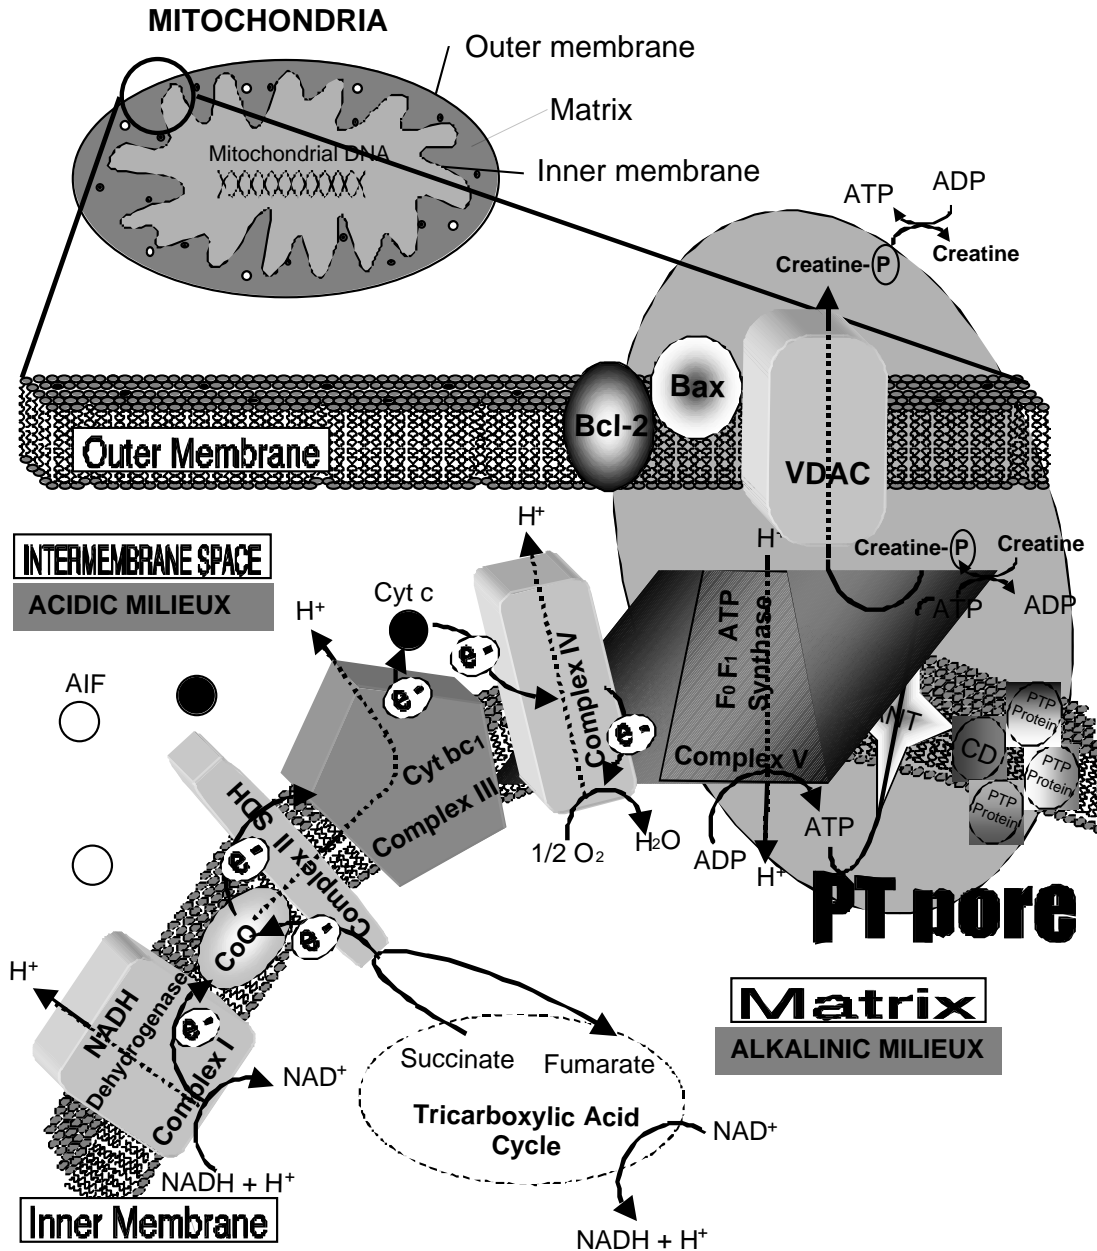 MITOCHONDRIA
Outer membrane
Matrix
Mitochondrial DNA
Inner membrane
ATP
ADP
Creatine-P
Creatine
Bax
Bcl-2
Outer Membrane
VDAC
INTERMEMBRANE SPACE
ACIDIC MILIEUX
H+
H+
Cyt c
H+
Creatine-P
Creatine
ATP
ADP
e-
e-
e-
Complex IV
F0 F1 ATP
Synthase
Complex V
ANT
CD
PTP
Protein
PTP
Protein
PTP
Protein
AIF
Cyt bc1
Complex III
Complex II
SDH
1/2 O2
H2O
ADP
ATP
H+
PT pore
e-
CoQ
e-
H+
NADH
Dehydrogenase
Complex I
e-
NAD+
NADH + H+
Matrix
ALKALINIC MILIEUX
Succinate
Fumarate
Tricarboxylic Acid
Cycle
NAD+
NADH + H+
Inner Membrane